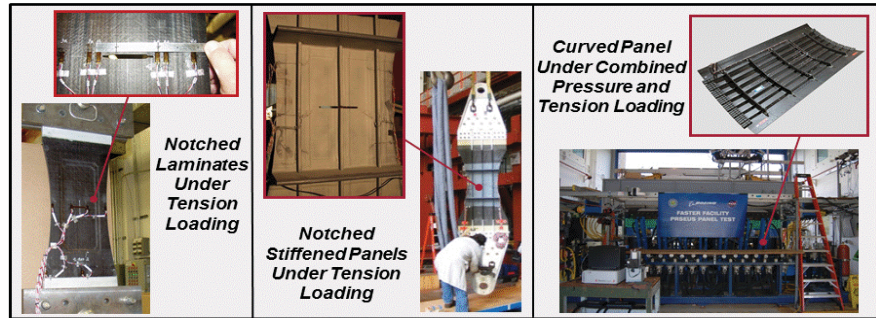 Notched
Laminates
Under
Tension
Loading
Notched
Stiffened Panels
Under Tension
Loading
Curved Panel
Under Combined
Pressure and
Tension Loading
FASTER FACILITY
PRSEUS PANEL TEST